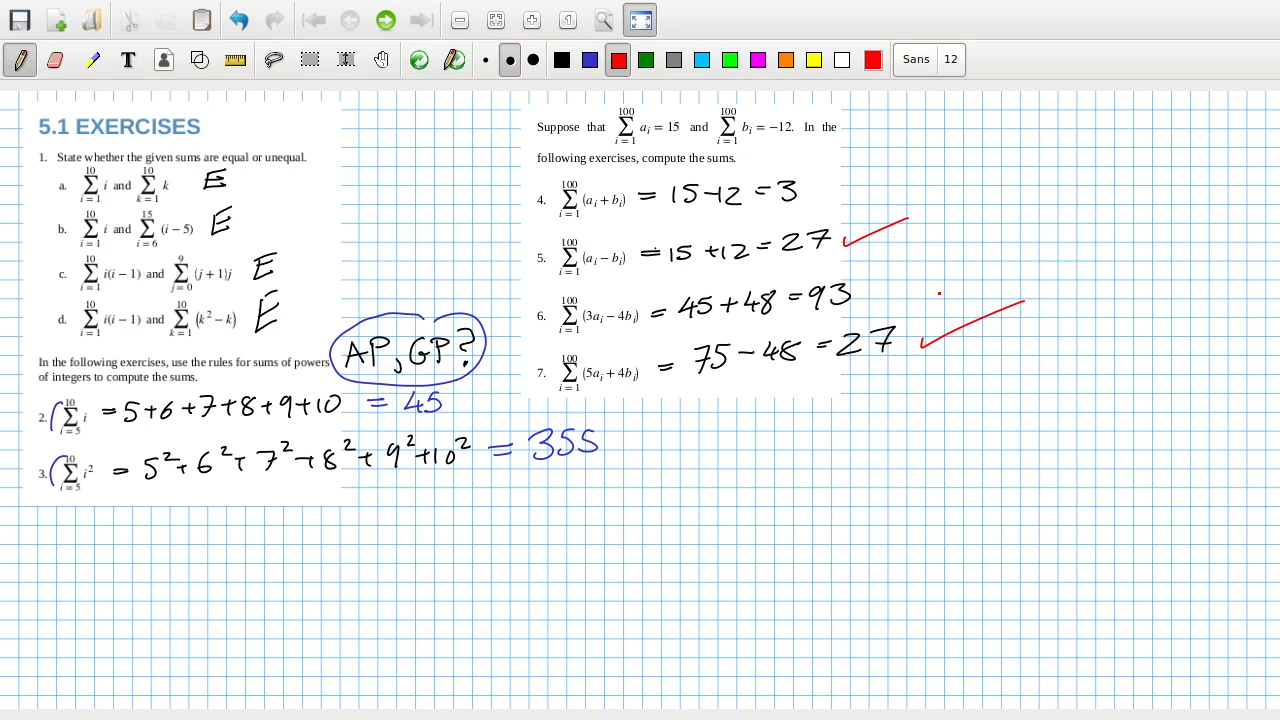 Sans 12
5.1 EXERCISES
1. State whether the given sums are equal or unequal.
a. ∑_{i = 1}^{10} i and ∑_{k = 1}^{10} k E
b. ∑_{i = 1}^{10} i and ∑_{i = 6}^{15} (i − 5) E
c. ∑_{i = 1}^{10} i(i − 1) and ∑_{j = 0}^{9} (j + 1)j E
d. ∑_{i = 1}^{10} i(i − 1) and ∑_{k = 1}^{10} (k² − k) E
In the following exercises, use the rules for sums of powers
of integers to compute the sums.
AP, GP?
2. ∑_{i = 5}^{10} i = 5+6+7+8+9+10 = 45
3. ∑_{i = 5}^{10} i² = 5²+6²+7²+8²+9²+10² = 355
Suppose that ∑_{i = 1}^{100} a_i = 15 and ∑_{i = 1}^{100} b_i = −12. In the
following exercises, compute the sums.
4. ∑_{i = 1}^{100} (a_i + b_i) = 15-12 = 3
5. ∑_{i = 1}^{100} (a_i − b_i) = 15 +12 = 27
6. ∑_{i = 1}^{100} (3a_i − 4b_i) = 45+48 = 93
7. ∑_{i = 1}^{100} (5a_i + 4b_i) = 75-48 = 27